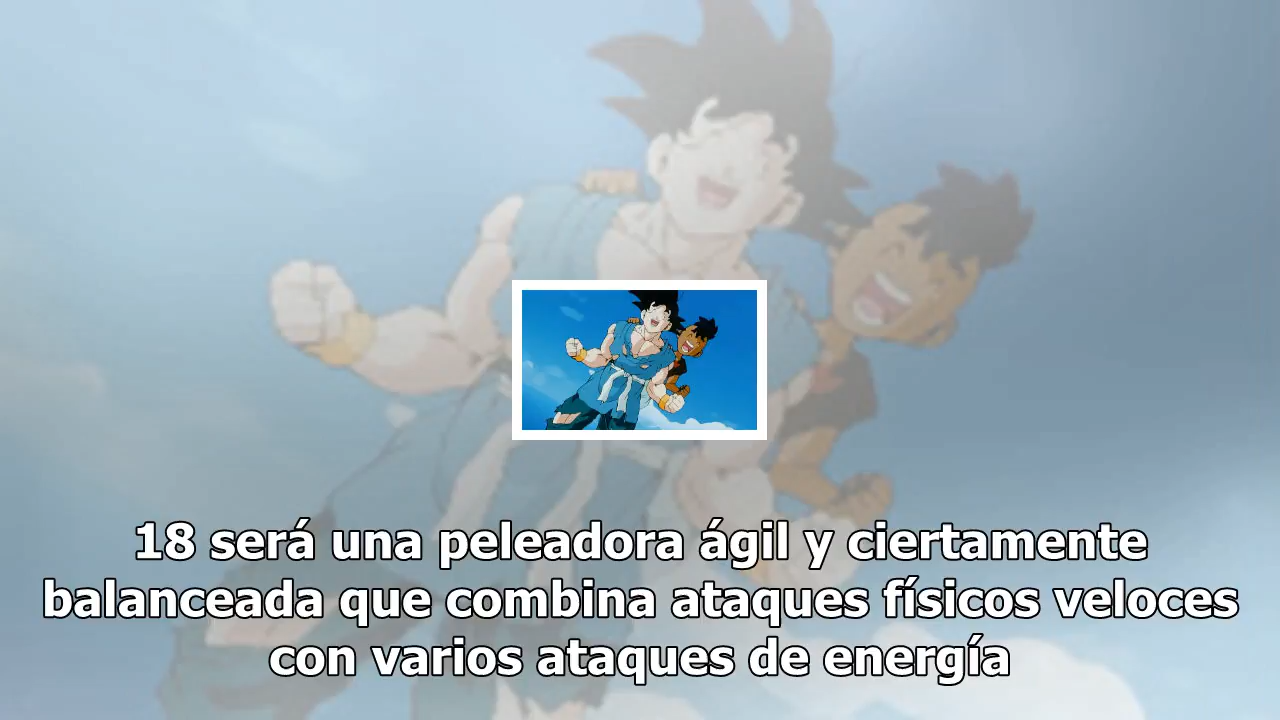 18 será una peleadora ágil y ciertamente
balanceada que combina ataques físicos veloces
con varios ataques de energía